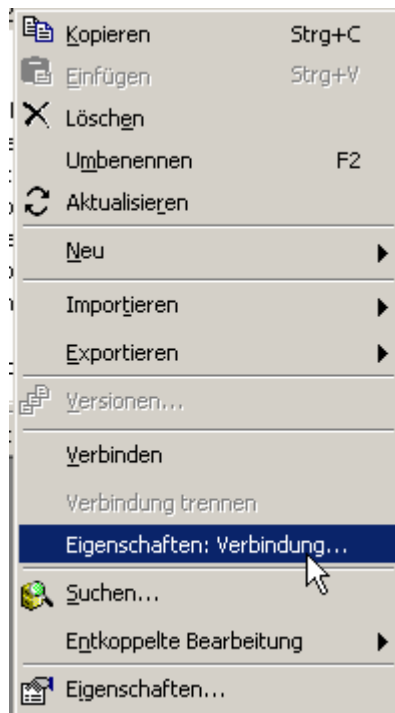 Kopieren Strg+C
Einfügen Strg+V
Löschen
Umbenennen F2
Aktualisieren
Neu
Importieren
Exportieren
Versionen...
Verbinden
Verbindung trennen
Eigenschaften: Verbindung...
Suchen...
Entkoppelte Bearbeitung
Eigenschaften...